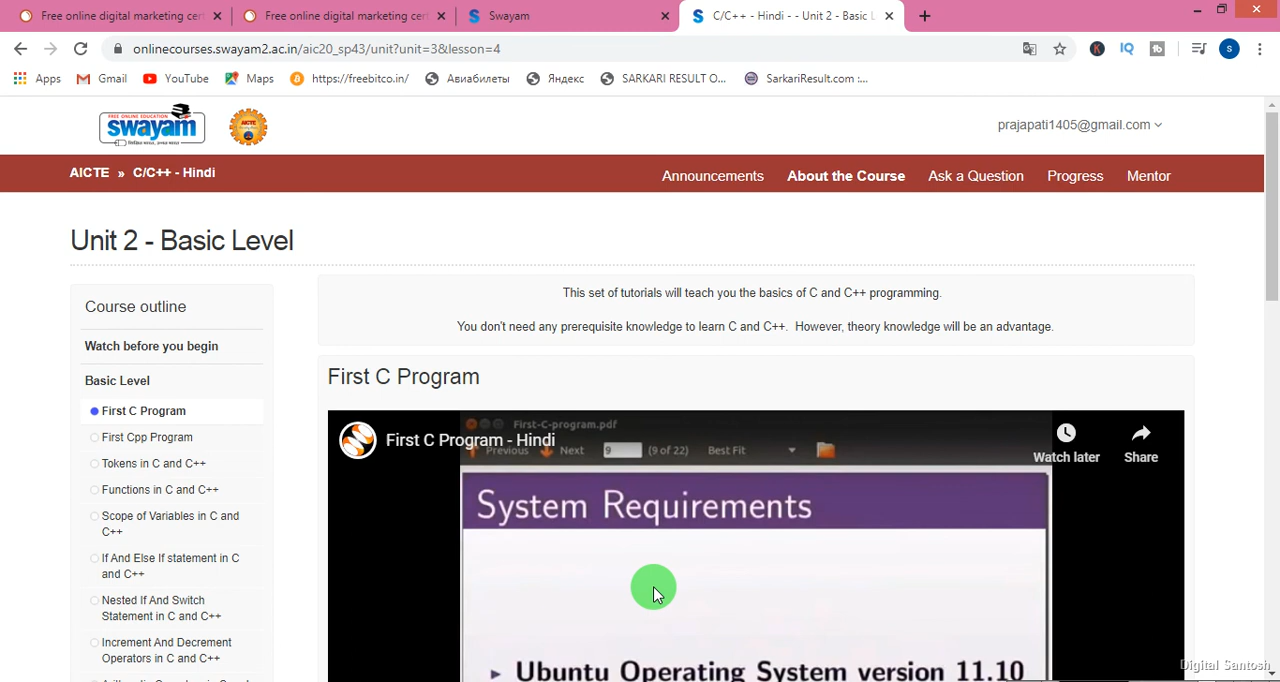 Free online digital marketing cer
Free online digital marketing cer
Swayam
C/C++ - Hindi - - Unit 2 - Basic L
onlinecourses.swayam2.ac.in/aic20_sp43/unit?unit=3&lesson=4
K
IQ
tb
S
Apps
Gmail
YouTube
Maps
https://freebitco.in/
Авиабилеты
Яндекс
SARKARI RESULT O...
SarkariResult.com :...
FREE ONLINE EDUCATION
swayam
AICTE
prajapati1405@gmail.com
AICTE » C/C++ - Hindi
Announcements
About the Course
Ask a Question
Progress
Mentor
Unit 2 - Basic Level
Course outline
Watch before you begin
Basic Level
First C Program
First Cpp Program
Tokens in C and C++
Functions in C and C++
Scope of Variables in C and
C++
If And Else If statement in C
and C++
Nested If And Switch
Statement in C and C++
Increment And Decrement
Operators in C and C++
This set of tutorials will teach you the basics of C and C++ programming.
You don't need any prerequisite knowledge to learn C and C++. However, theory knowledge will be an advantage.
First C Program
First-C-program.pdf
First C Program - Hindi
Previous
Next
9
(9 of 22)
Best Fit
Watch later
Share
System Requirements
Ubuntu Operating System version 11.10
Digital Santosh